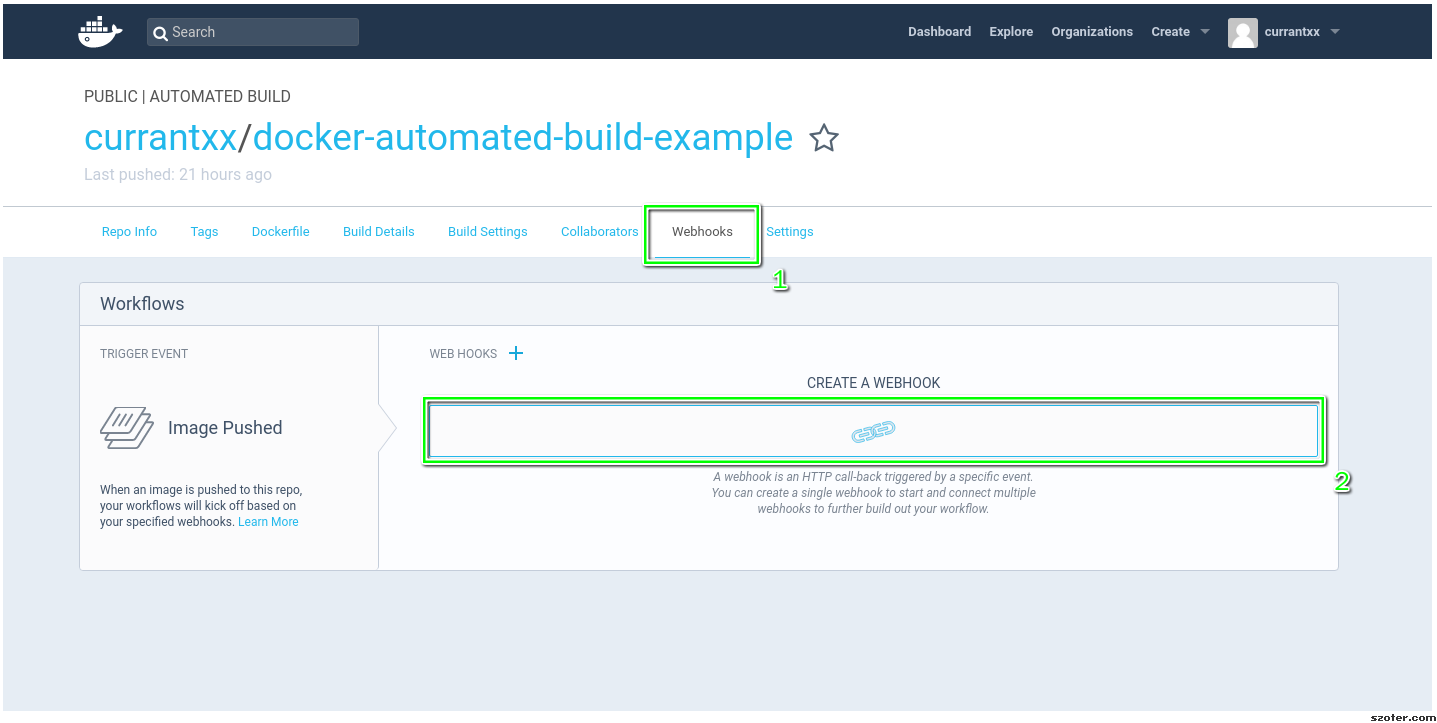 Search
Dashboard Explore Organizations Create currantxx
PUBLIC | AUTOMATED BUILD
currantxx/docker-automated-build-example
Last pushed: 21 hours ago
Repo Info Tags Dockerfile Build Details Build Settings Collaborators Webhooks Settings
1
Workflows
TRIGGER EVENT
Image Pushed
When an image is pushed to this repo,
your workflows will kick off based on
your specified webhooks. Learn More
WEB HOOKS +
CREATE A WEBHOOK
2
A webhook is an HTTP call-back triggered by a specific event.
You can create a single webhook to start and connect multiple
webhooks to further build out your workflow.
szoter.com